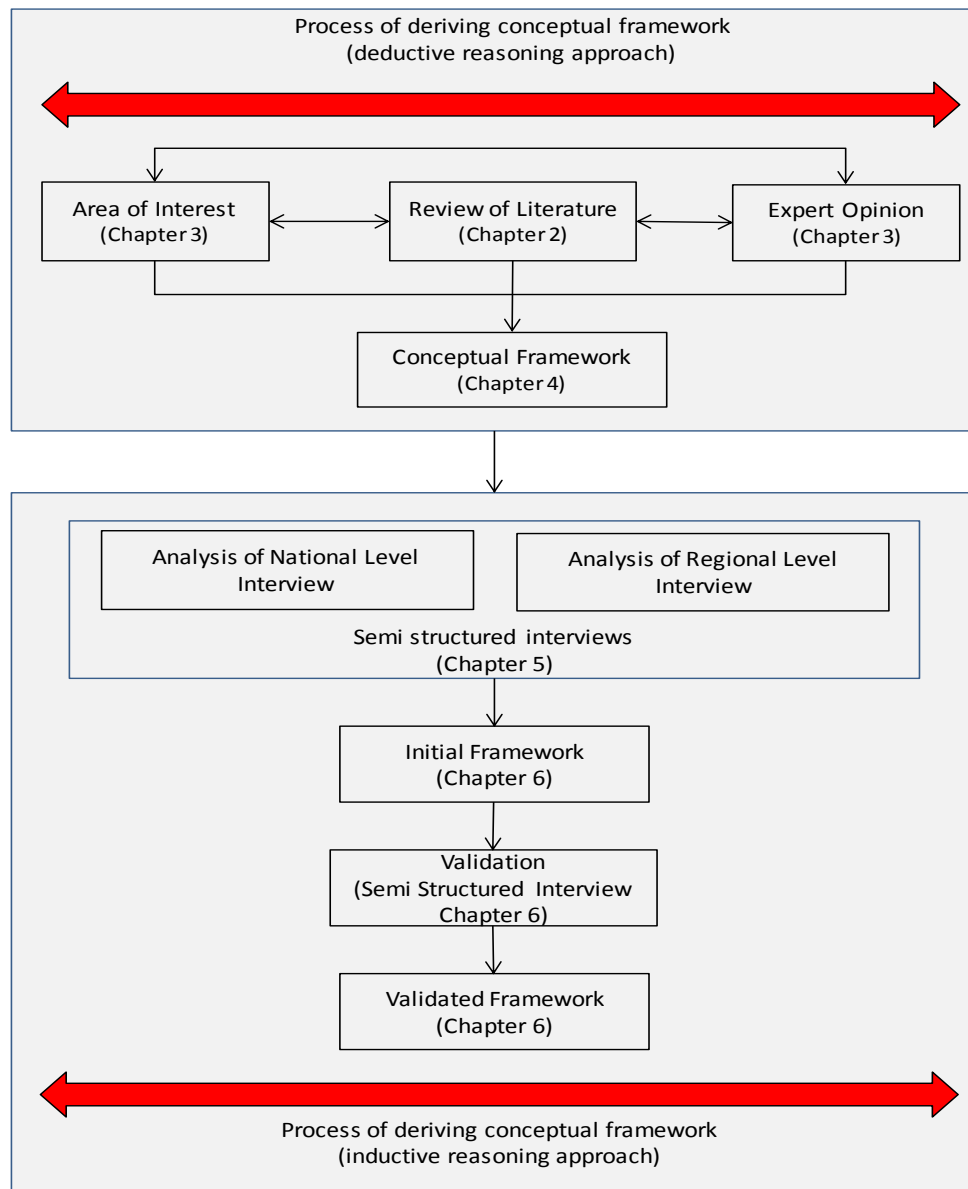 Process of deriving conceptual framework
(deductive reasoning approach)
Area of Interest
(Chapter 3)
Review of Literature
(Chapter 2)
Expert Opinion
(Chapter 3)
Conceptual Framework
(Chapter 4)
Analysis of National Level
Interview
Analysis of Regional Level
Interview
Semi structured interviews
(Chapter 5)
Initial Framework
(Chapter 6)
Validation
(Semi Structured Interview
Chapter 6)
Validated Framework
(Chapter 6)
Process of deriving conceptual framework
(inductive reasoning approach)